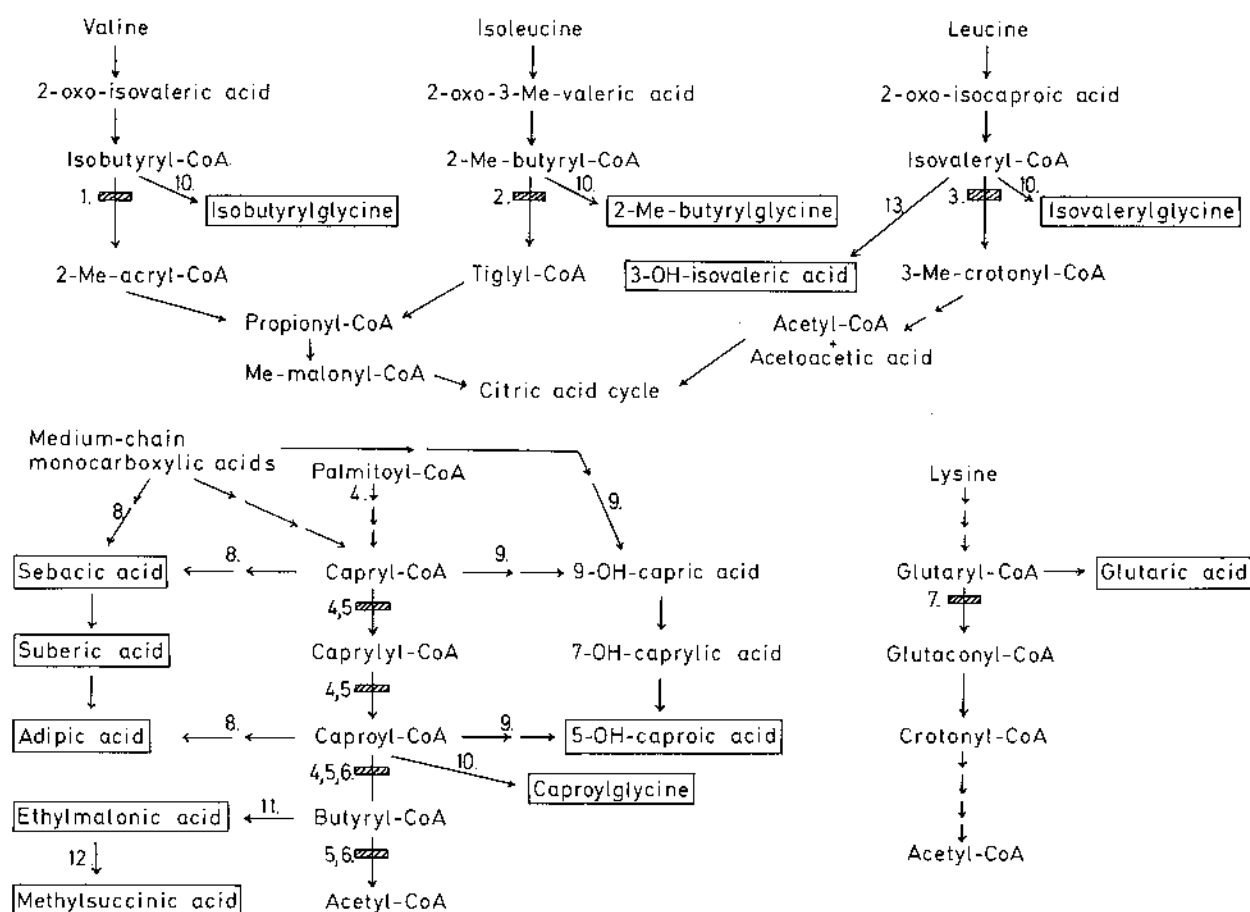 Valine
Isoleucine
Leucine
2-oxo-isovaleric acid
2-oxo-3-Me-valeric acid
2-oxo-isocaproic acid
Isobutyryl-CoA
2-Me-butyryl-CoA
Isovaleryl-CoA
1.
10.
2.
10.
13.
3.
10.
Isobutyrylglycine
2-Me-butyrylglycine
Isovalerylglycine
2-Me-acryl-CoA
Tiglyl-CoA
3-OH-isovaleric acid
3-Me-crotonyl-CoA
Propionyl-CoA
Acetyl-CoA
+
Acetoacetic acid
Me-malonyl-CoA
Citric acid cycle
Medium-chain
monocarboxylic acids
Palmitoyl-CoA
Lysine
4.
8.
9.
Sebacic acid
8.
Capryl-CoA
9.
9-OH-capric acid
Glutaryl-CoA
Glutaric acid
4,5
7.
Suberic acid
Caprylyl-CoA
7-OH-caprylic acid
Glutaconyl-CoA
4,5
Adipic acid
8.
Caproyl-CoA
9.
5-OH-caproic acid
Crotonyl-CoA
4,5,6.
10.
Caproylglycine
Ethylmalonic acid
11.
Butyryl-CoA
12.
5,6.
Acetyl-CoA
Methylsuccinic acid
Acetyl-CoA